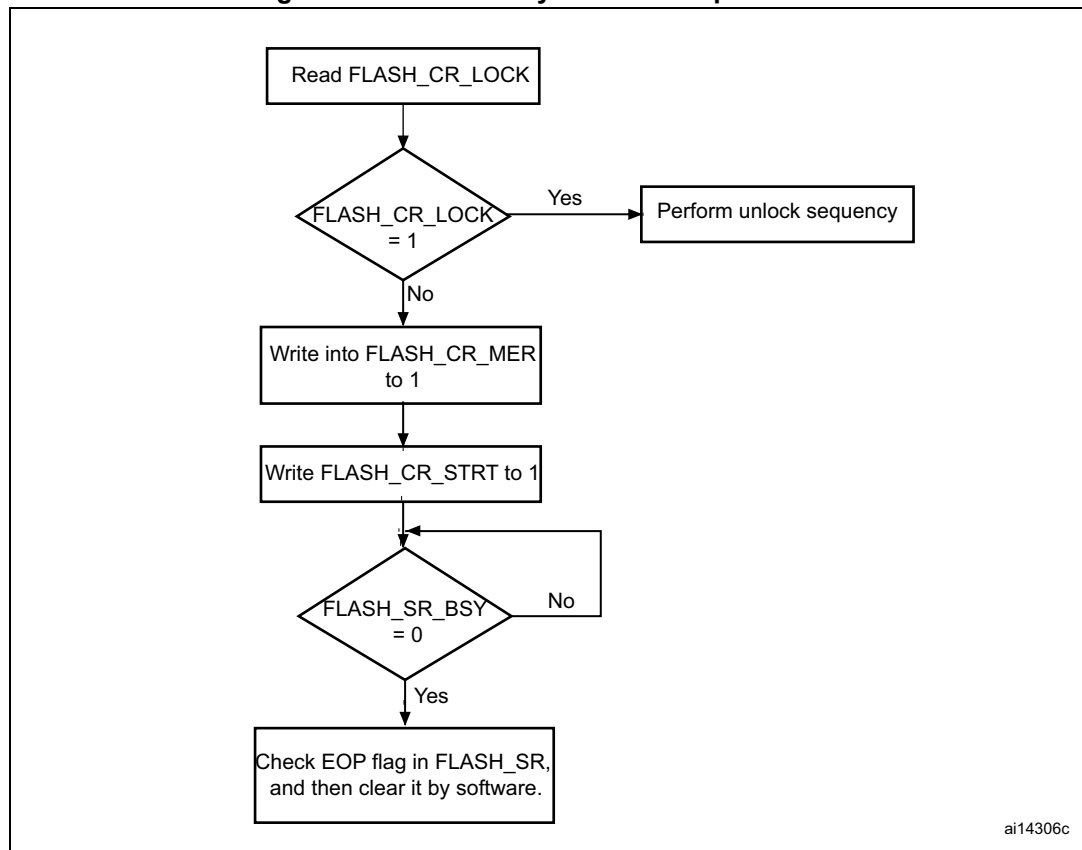 Read FLASH_CR_LOCK
FLASH_CR_LOCK
= 1
Yes
Perform unlock sequency
No
Write into FLASH_CR_MER
to 1
Write FLASH_CR_STRT to 1
FLASH_SR_BSY
= 0
No
Yes
Check EOP flag in FLASH_SR,
and then clear it by software.
ai14306c